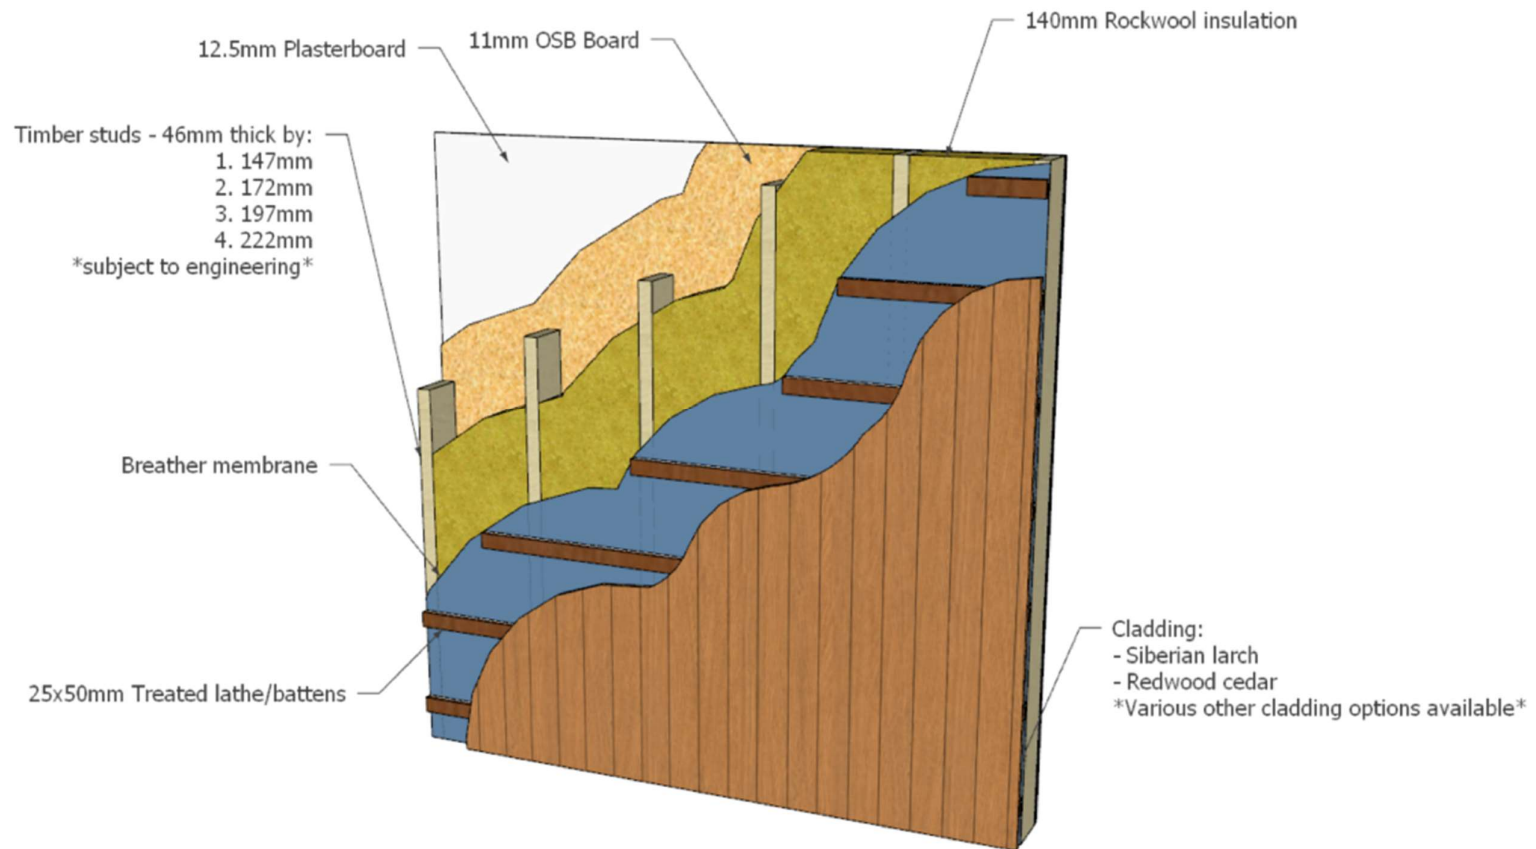 140mm Rockwool insulation
11mm OSB Board
12.5mm Plasterboard
Timber studs - 46mm thick by:
1. 147mm
2. 172mm
3. 197mm
4. 222mm
*subject to engineering*
Breather membrane
25x50mm Treated lathe/battens
Cladding:
- Siberian larch
- Redwood cedar
*Various other cladding options available*